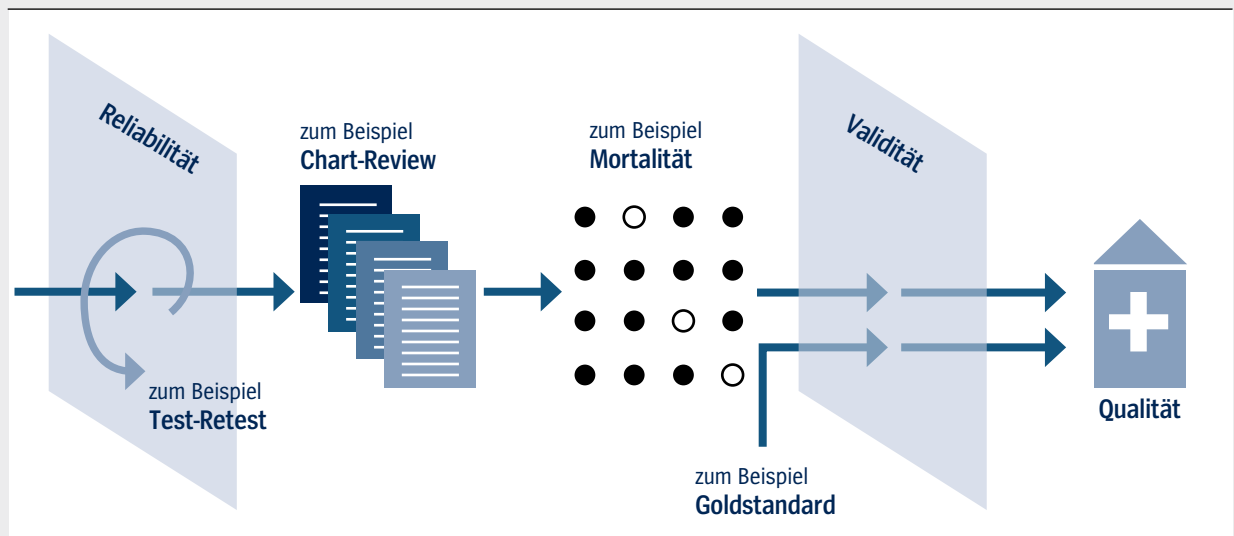 Reliabilität
zum Beispiel
Test-Retest
zum Beispiel
Chart-Review
zum Beispiel
Mortalität
zum Beispiel
Goldstandard
Validität
Qualität